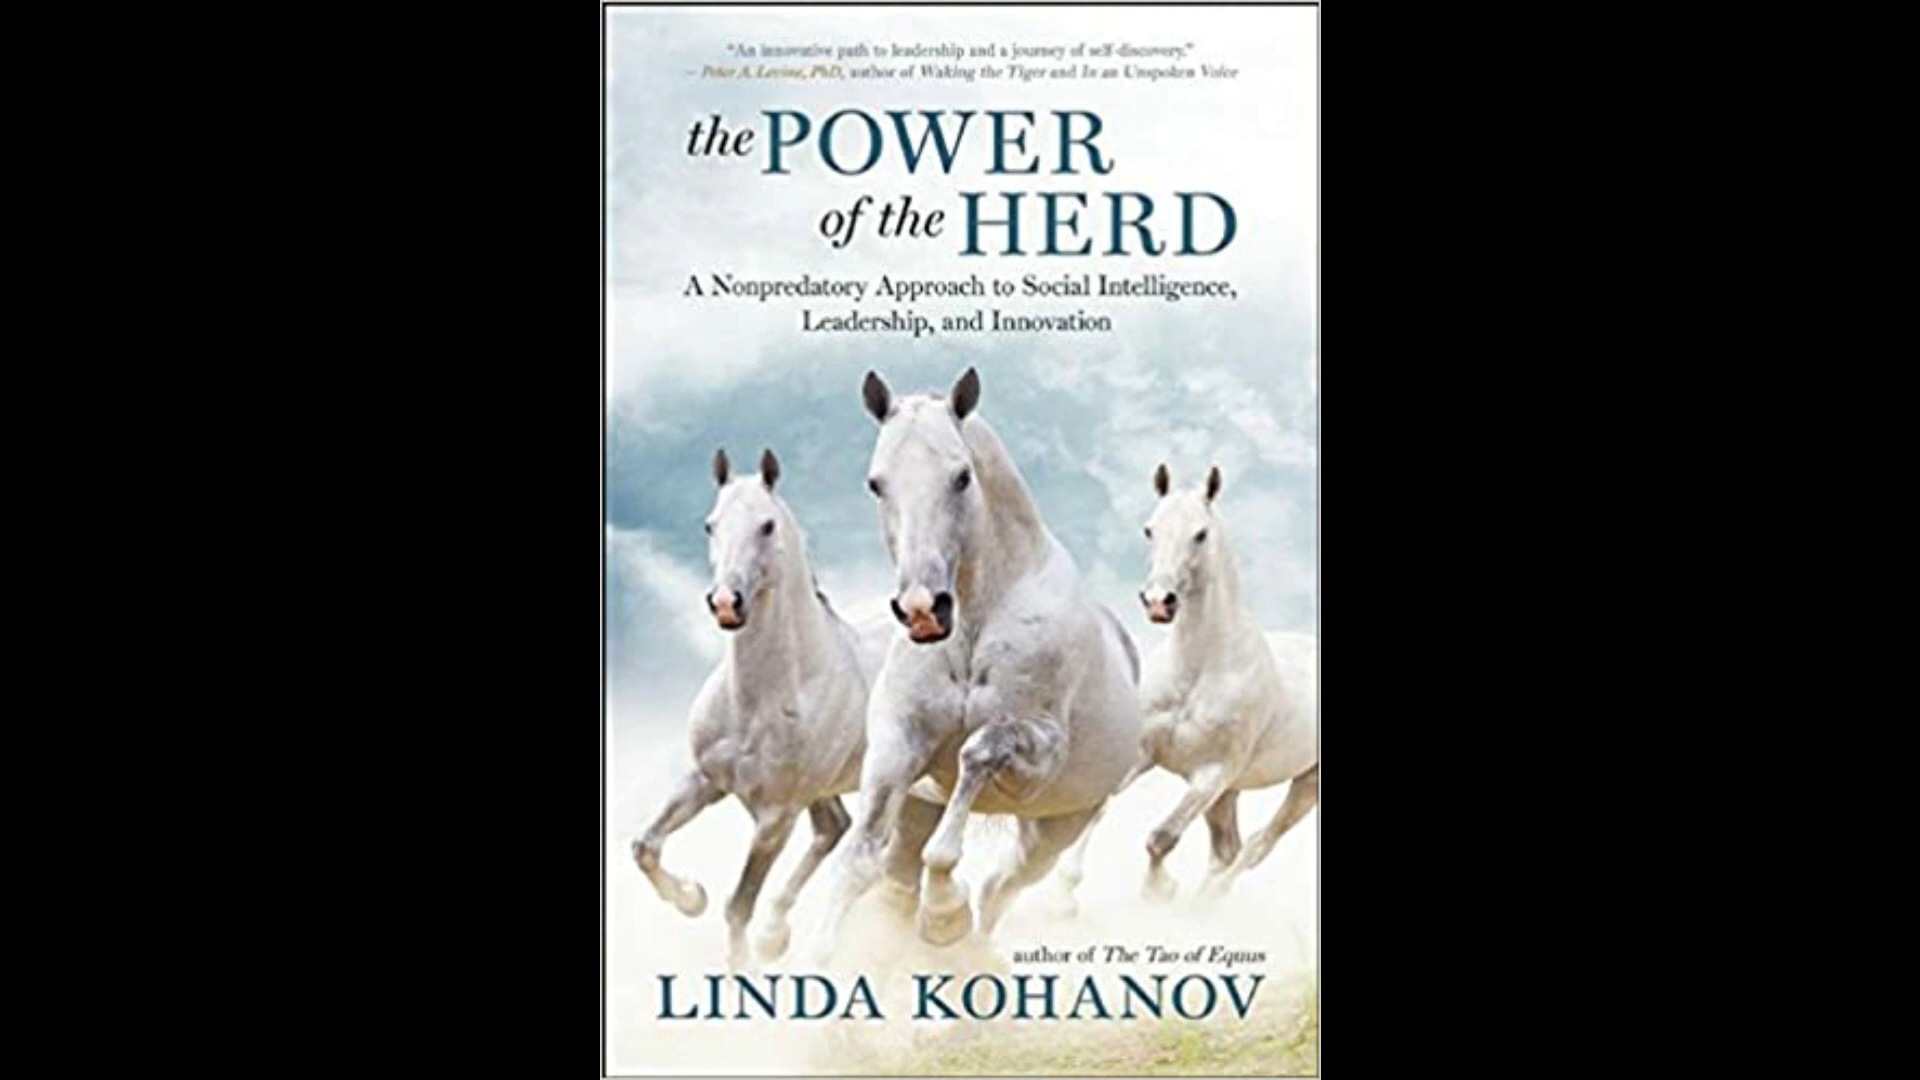 “An innovative path to leadership and a journey of self-discovery.”
– Peter A. Levine, PhD, author of Waking the Tiger and In an Unspoken Voice
the POWER
of the HERD
A Nonpredatory Approach to Social Intelligence,
Leadership, and Innovation
author of The Tao of Equus
LINDA KOHANOV